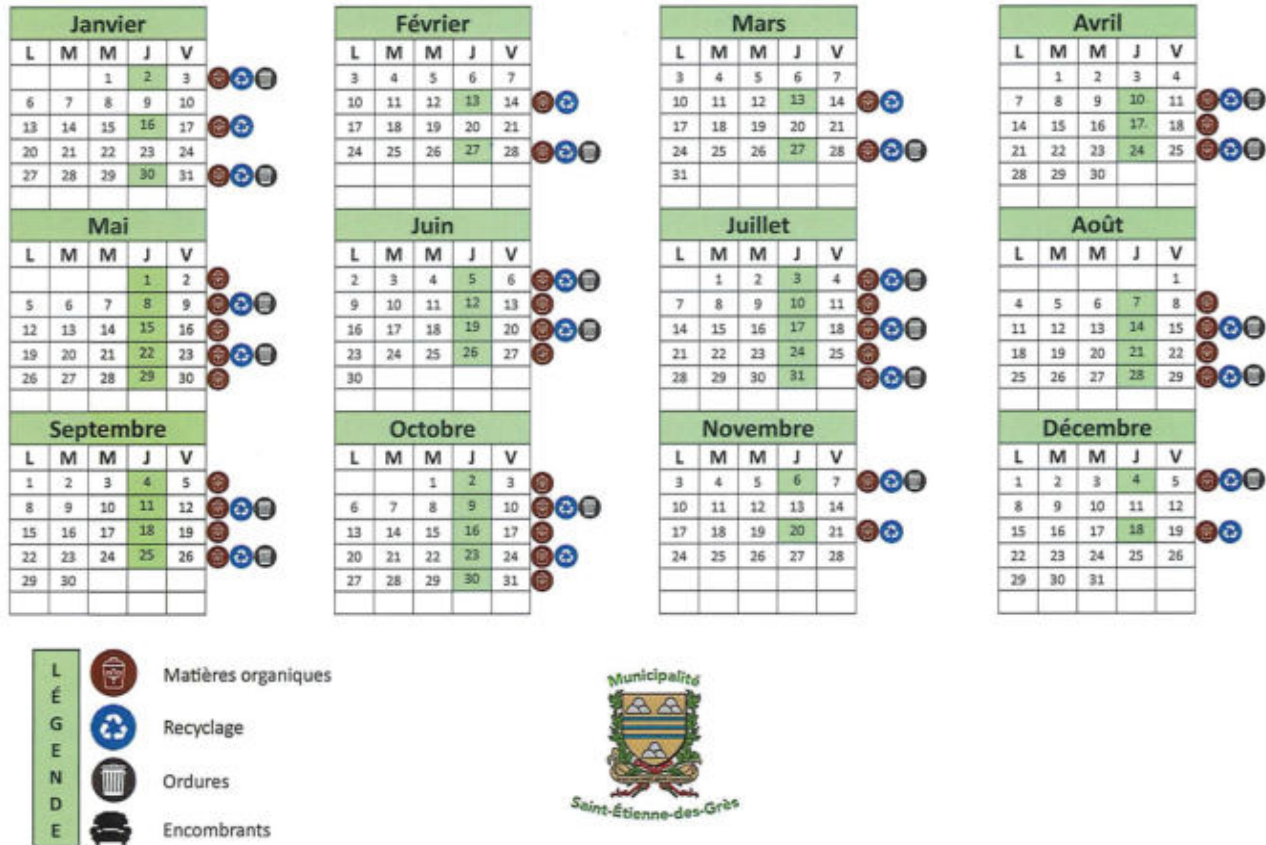 Janvier
L M M J V
1 2 3
6 7 8 9 10
13 14 15 16 17
20 21 22 23 24
27 28 29 30 31
Février
L M M J V
3 4 5 6 7
10 11 12 13 14
17 18 19 20 21
24 25 26 27 28
Mars
L M M J V
3 4 5 6 7
10 11 12 13 14
17 18 19 20 21
24 25 26 27 28
31
Avril
L M M J V
1 2 3 4
7 8 9 10 11
14 15 16 17 18
21 22 23 24 25
28 29 30
Mai
L M M J V
1 2
5 6 7 8 9
12 13 14 15 16
19 20 21 22 23
26 27 28 29 30
Juin
L M M J V
2 3 4 5 6
9 10 11 12 13
16 17 18 19 20
23 24 25 26 27
30
Juillet
L M M J V
1 2 3 4
7 8 9 10 11
14 15 16 17 18
21 22 23 24 25
28 29 30 31
Août
L M M J V
1
4 5 6 7 8
11 12 13 14 15
18 19 20 21 22
25 26 27 28 29
Septembre
L M M J V
1 2 3 4 5
8 9 10 11 12
15 16 17 18 19
22 23 24 25 26
29 30
Octobre
L M M J V
1 2 3
6 7 8 9 10
13 14 15 16 17
20 21 22 23 24
27 28 29 30 31
Novembre
L M M J V
3 4 5 6 7
10 11 12 13 14
17 18 19 20 21
24 25 26 27 28
Décembre
L M M J V
1 2 3 4 5
8 9 10 11 12
15 16 17 18 19
22 23 24 25 26
29 30 31
LÉGENDE
Matières organiques
Recyclage
Ordures
Encombrants
Municipalité
Saint-Étienne-des-Grès